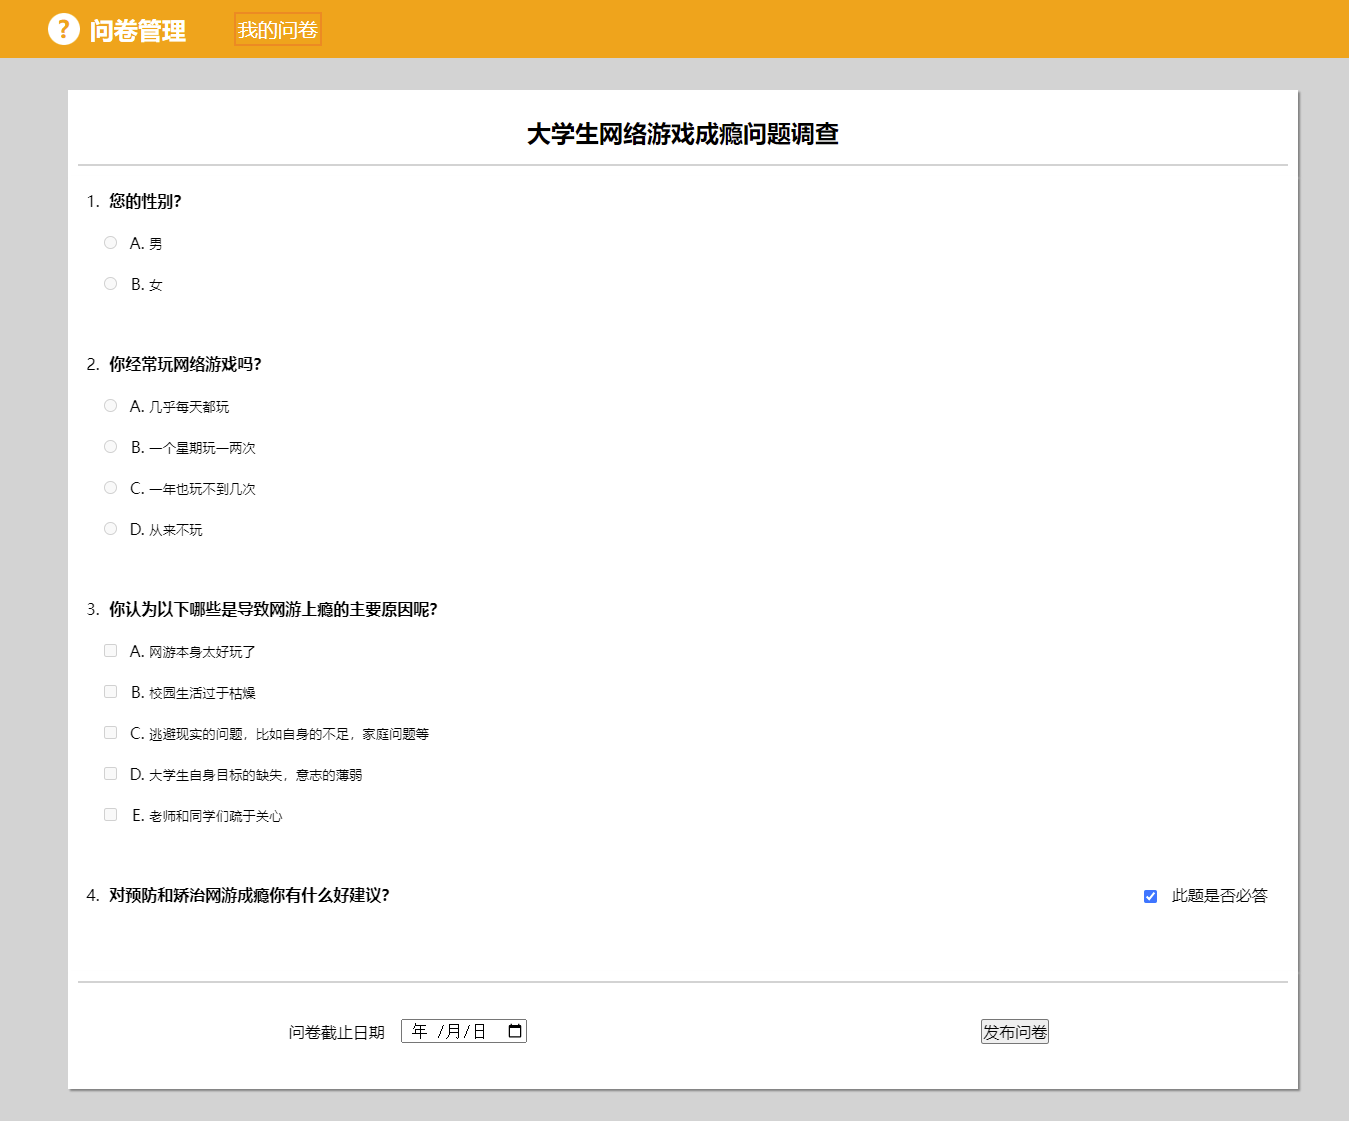 ? 问卷管理 我的问卷
大学生网络游戏成瘾问题调查
1. 您的性别?
A. 男
B. 女
2. 你经常玩网络游戏吗?
A. 几乎每天都玩
B. 一个星期玩一两次
C. 一年也玩不到几次
D. 从来不玩
3. 你认为以下哪些是导致网游上瘾的主要原因呢?
A. 网游本身太好玩了
B. 校园生活过于枯燥
C. 逃避现实的问题，比如自身的不足，家庭问题等
D. 大学生自身目标的缺失，意志的薄弱
E. 老师和同学们疏于关心
4. 对预防和矫治网游成瘾你有什么好建议? 此题是否必答
问卷截止日期 年 /月/日 发布问卷